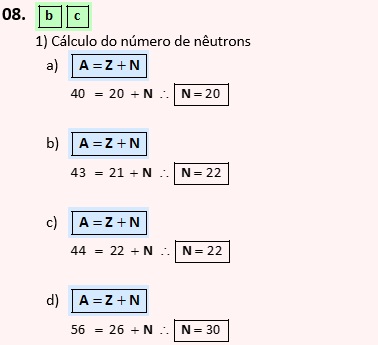 08. b c
1) Cálculo do número de nêutrons
a) A = Z + N
40 = 20 + N ∴ N = 20
b) A = Z + N
43 = 21 + N ∴ N = 22
c) A = Z + N
44 = 22 + N ∴ N = 22
d) A = Z + N
56 = 26 + N ∴ N = 30